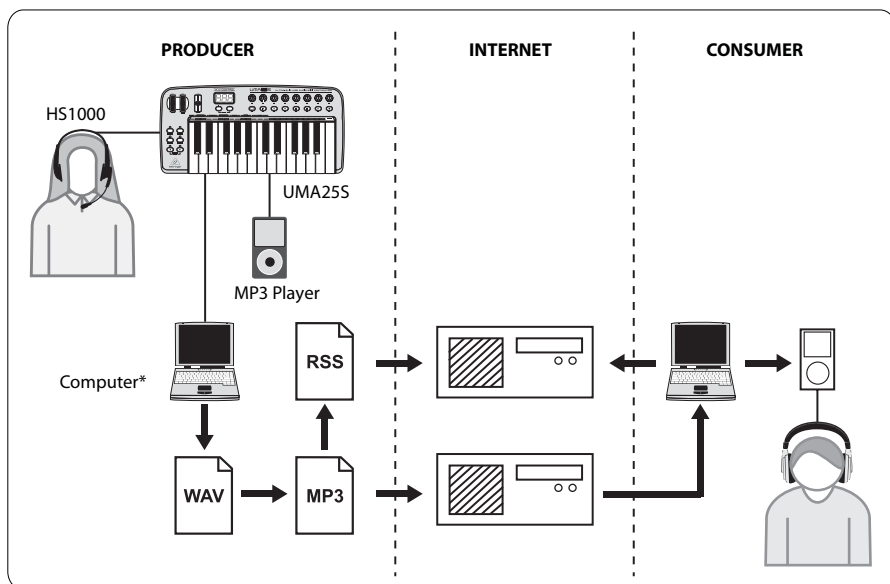 PRODUCER
INTERNET
CONSUMER
HS1000
UMA25S
MP3 Player
Computer*
RSS
WAV
MP3